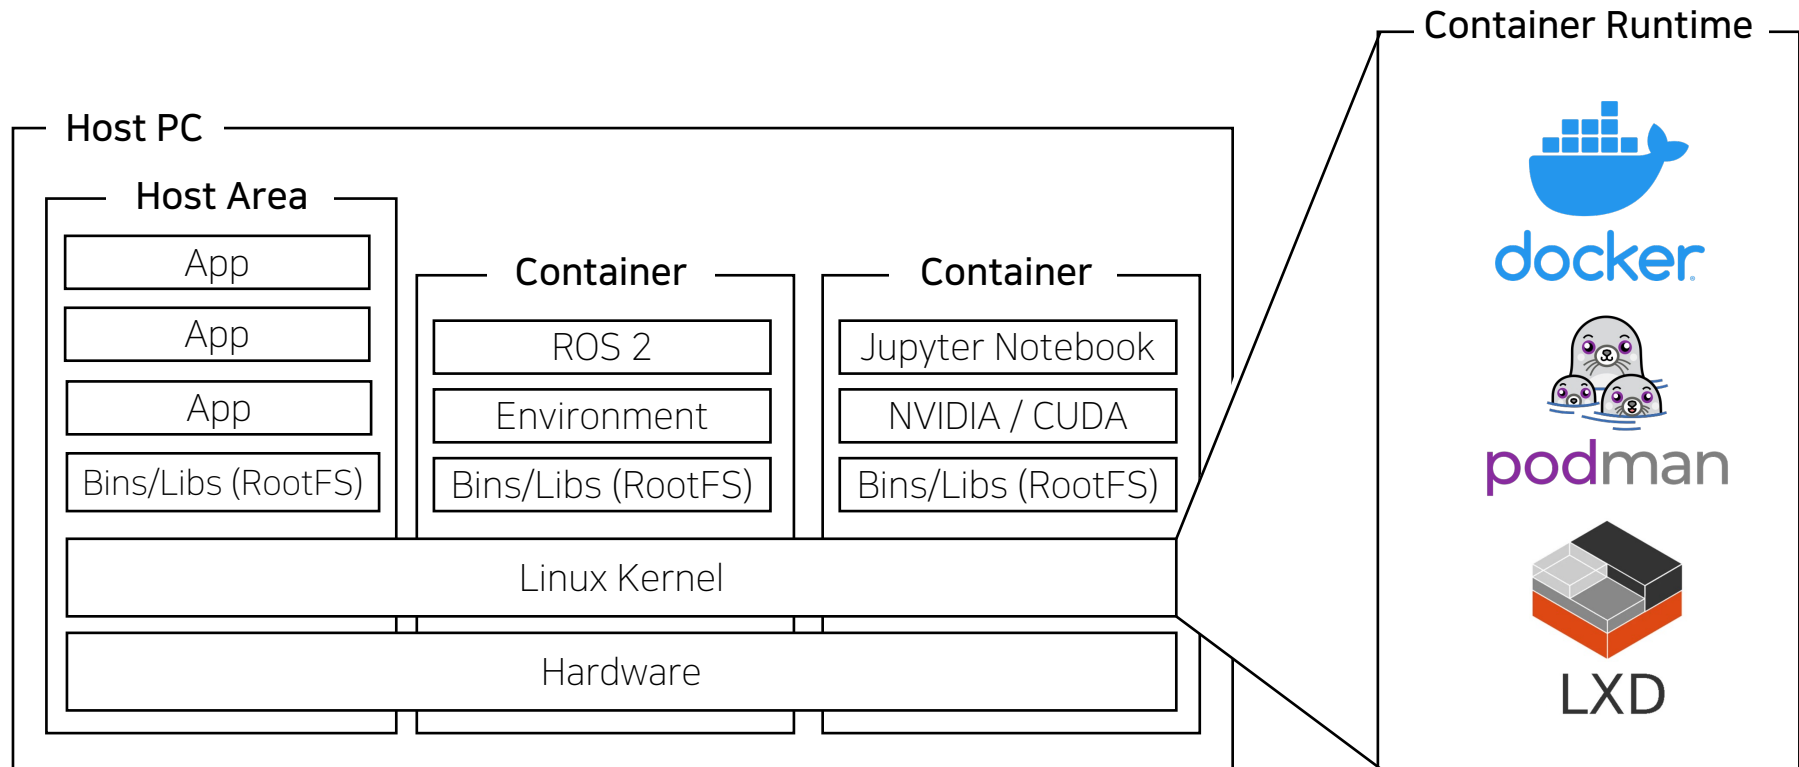 Container Runtime
Host PC
Host Area
App
App
App
Bins/Libs (RootFS)
Container
ROS 2
Environment
Bins/Libs (RootFS)
Container
Jupyter Notebook
NVIDIA / CUDA
Bins/Libs (RootFS)
Linux Kernel
Hardware
docker
podman
LXD